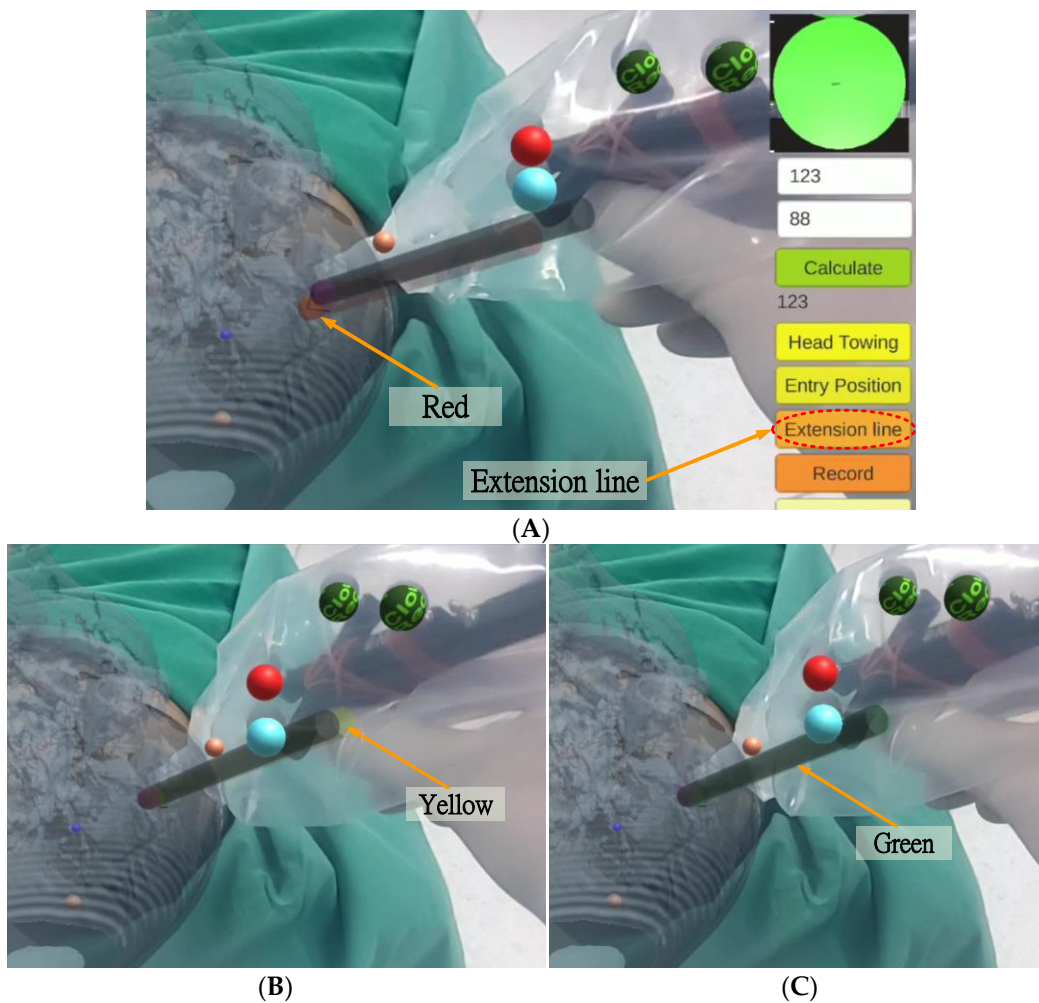 123
88
Calculate
123
Head Towing
Entry Position
Extension line
Record
Red
Extension line
(A)
Yellow
Green
(B)
(C)